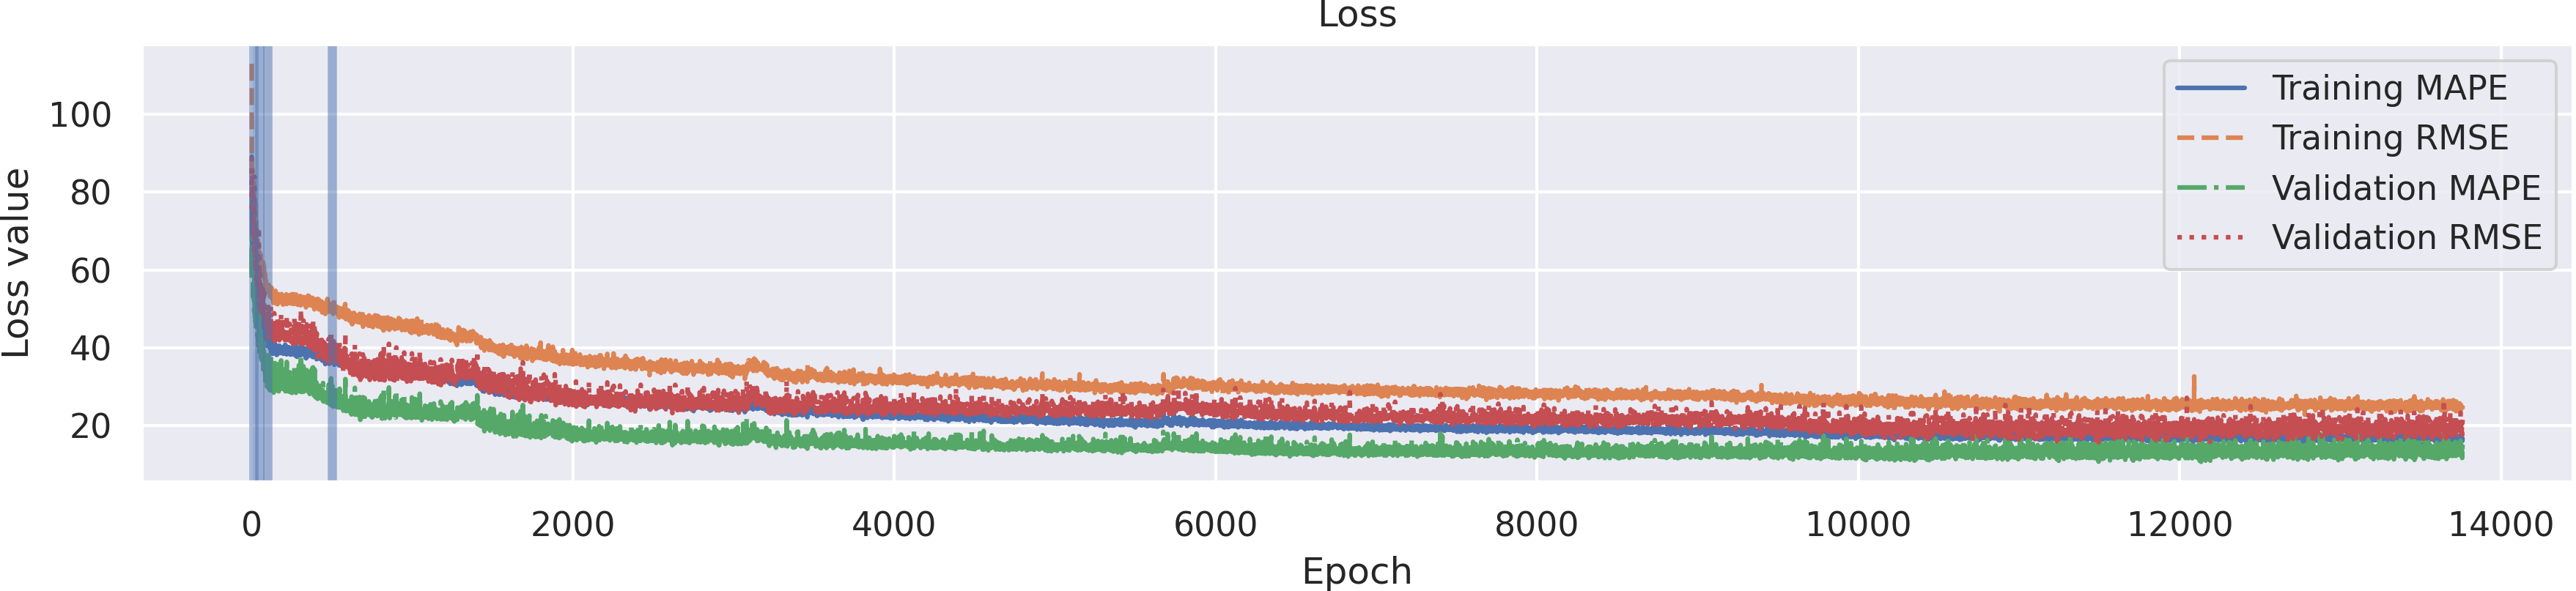 Loss
Loss value
100
80
60
40
20
Training MAPE
Training RMSE
Validation MAPE
Validation RMSE
0 2000 4000 6000 8000 10000 12000 14000
Epoch